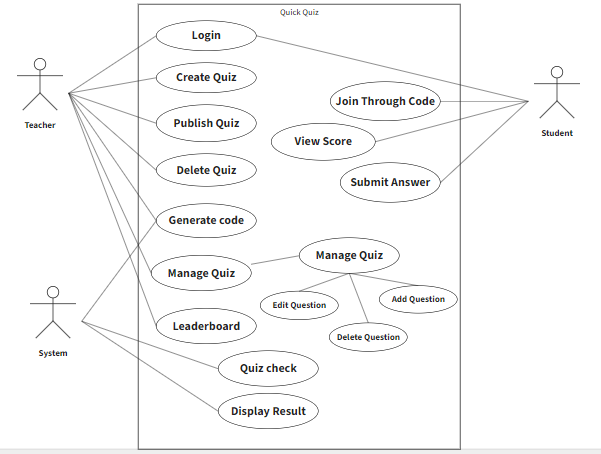 Quick Quiz
Login
Create Quiz
Publish Quiz
Delete Quiz
Generate code
Manage Quiz
Leaderboard
Quiz check
Display Result
Join Through Code
View Score
Submit Answer
Manage Quiz
Edit Question
Add Question
Delete Question
Teacher
System
Student